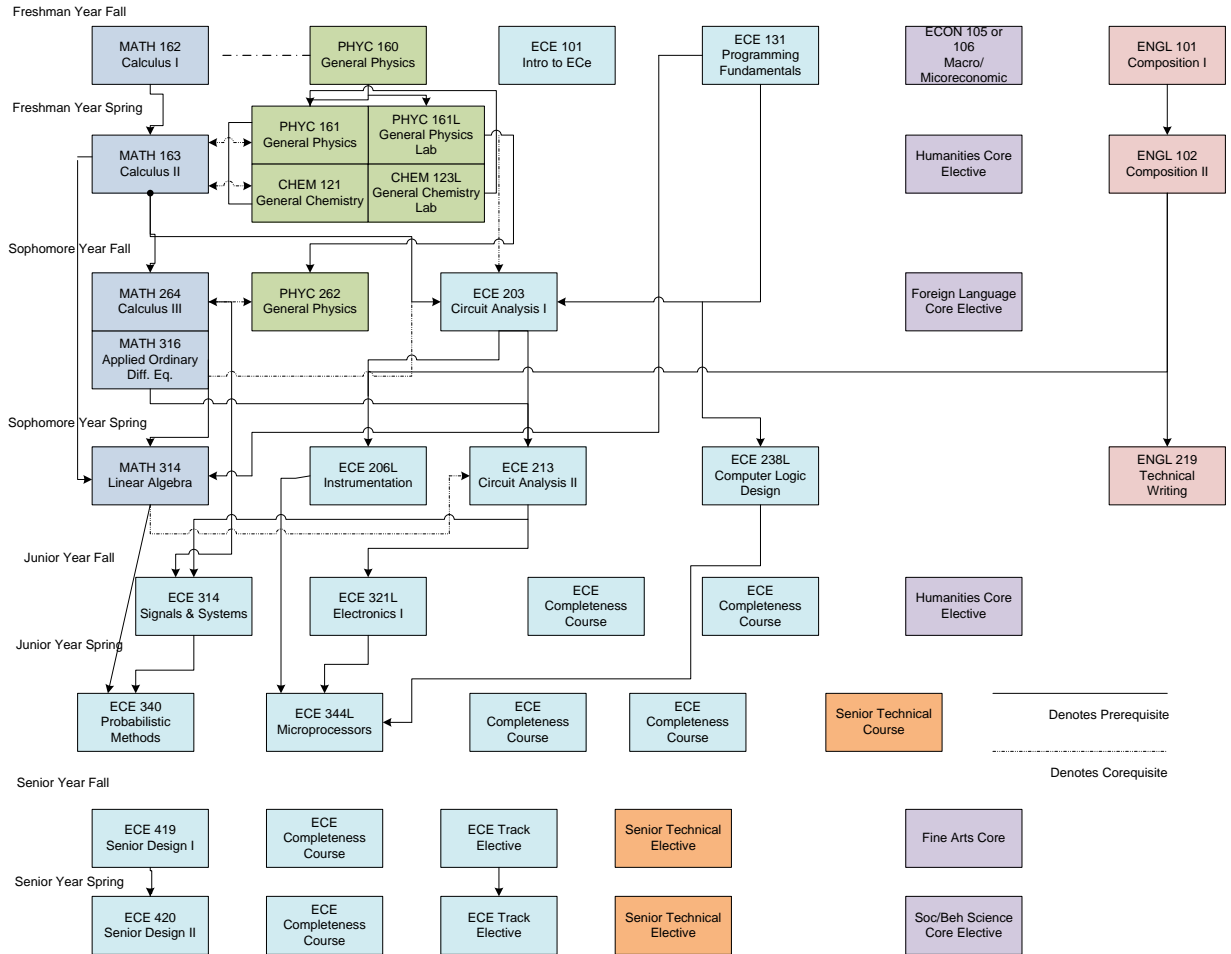 Freshman Year Fall
MATH 162
Calculus I
PHYC 160
General Physics
ECE 101
Intro to ECe
ECE 131
Programming
Fundamentals
ECON 105 or
106
Macro/
Micoreconomic
ENGL 101
Composition I
Freshman Year Spring
MATH 163
Calculus II
PHYC 161
General Physics
PHYC 161L
General Physics
Lab
CHEM 121
General Chemistry
CHEM 123L
General Chemistry
Lab
Humanities Core
Elective
ENGL 102
Composition II
Sophomore Year Fall
MATH 264
Calculus III
PHYC 262
General Physics
ECE 203
Circuit Analysis I
Foreign Language
Core Elective
MATH 316
Applied Ordinary
Diff. Eq.
Sophomore Year Spring
MATH 314
Linear Algebra
ECE 206L
Instrumentation
ECE 213
Circuit Analysis II
ECE 238L
Computer Logic
Design
ENGL 219
Technical
Writing
Junior Year Fall
ECE 314
Signals & Systems
ECE 321L
Electronics I
ECE
Completeness
Course
ECE
Completeness
Course
Humanities Core
Elective
Junior Year Spring
ECE 340
Probabilistic
Methods
ECE 344L
Microprocessors
ECE
Completeness
Course
ECE
Completeness
Course
Senior Technical
Course
Denotes Prerequisite
Denotes Corequisite
Senior Year Fall
ECE 419
Senior Design I
ECE
Completeness
Course
ECE Track
Elective
Senior Technical
Elective
Fine Arts Core
Senior Year Spring
ECE 420
Senior Design II
ECE
Completeness
Course
ECE Track
Elective
Senior Technical
Elective
Soc/Beh Science
Core Elective